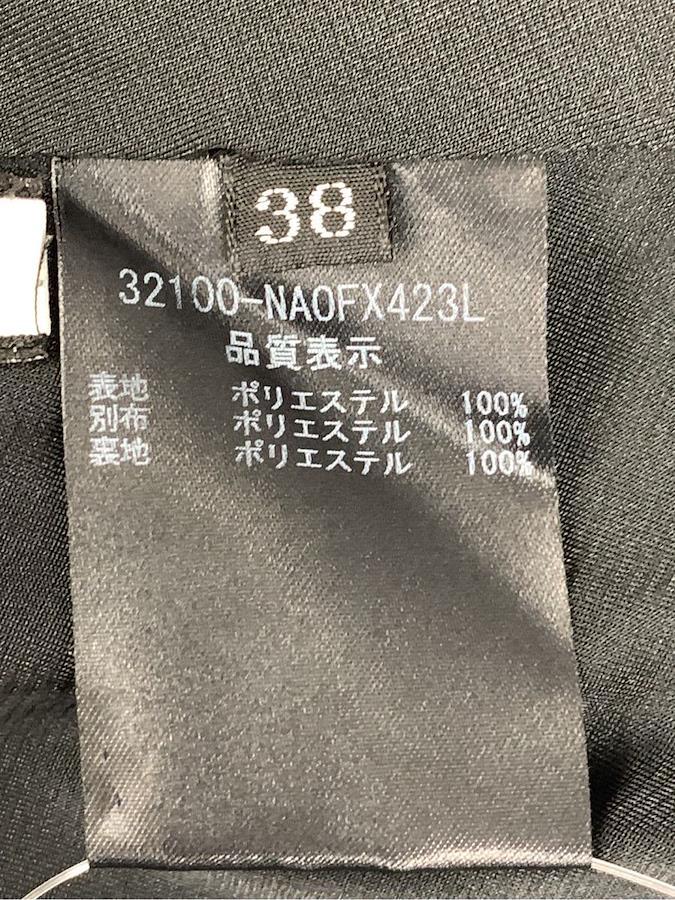 38
32100-NAOFX423L
品質表示
表地 ポリエステル 100%
別布 ポリエステル 100%
裏地 ポリエステル 100%